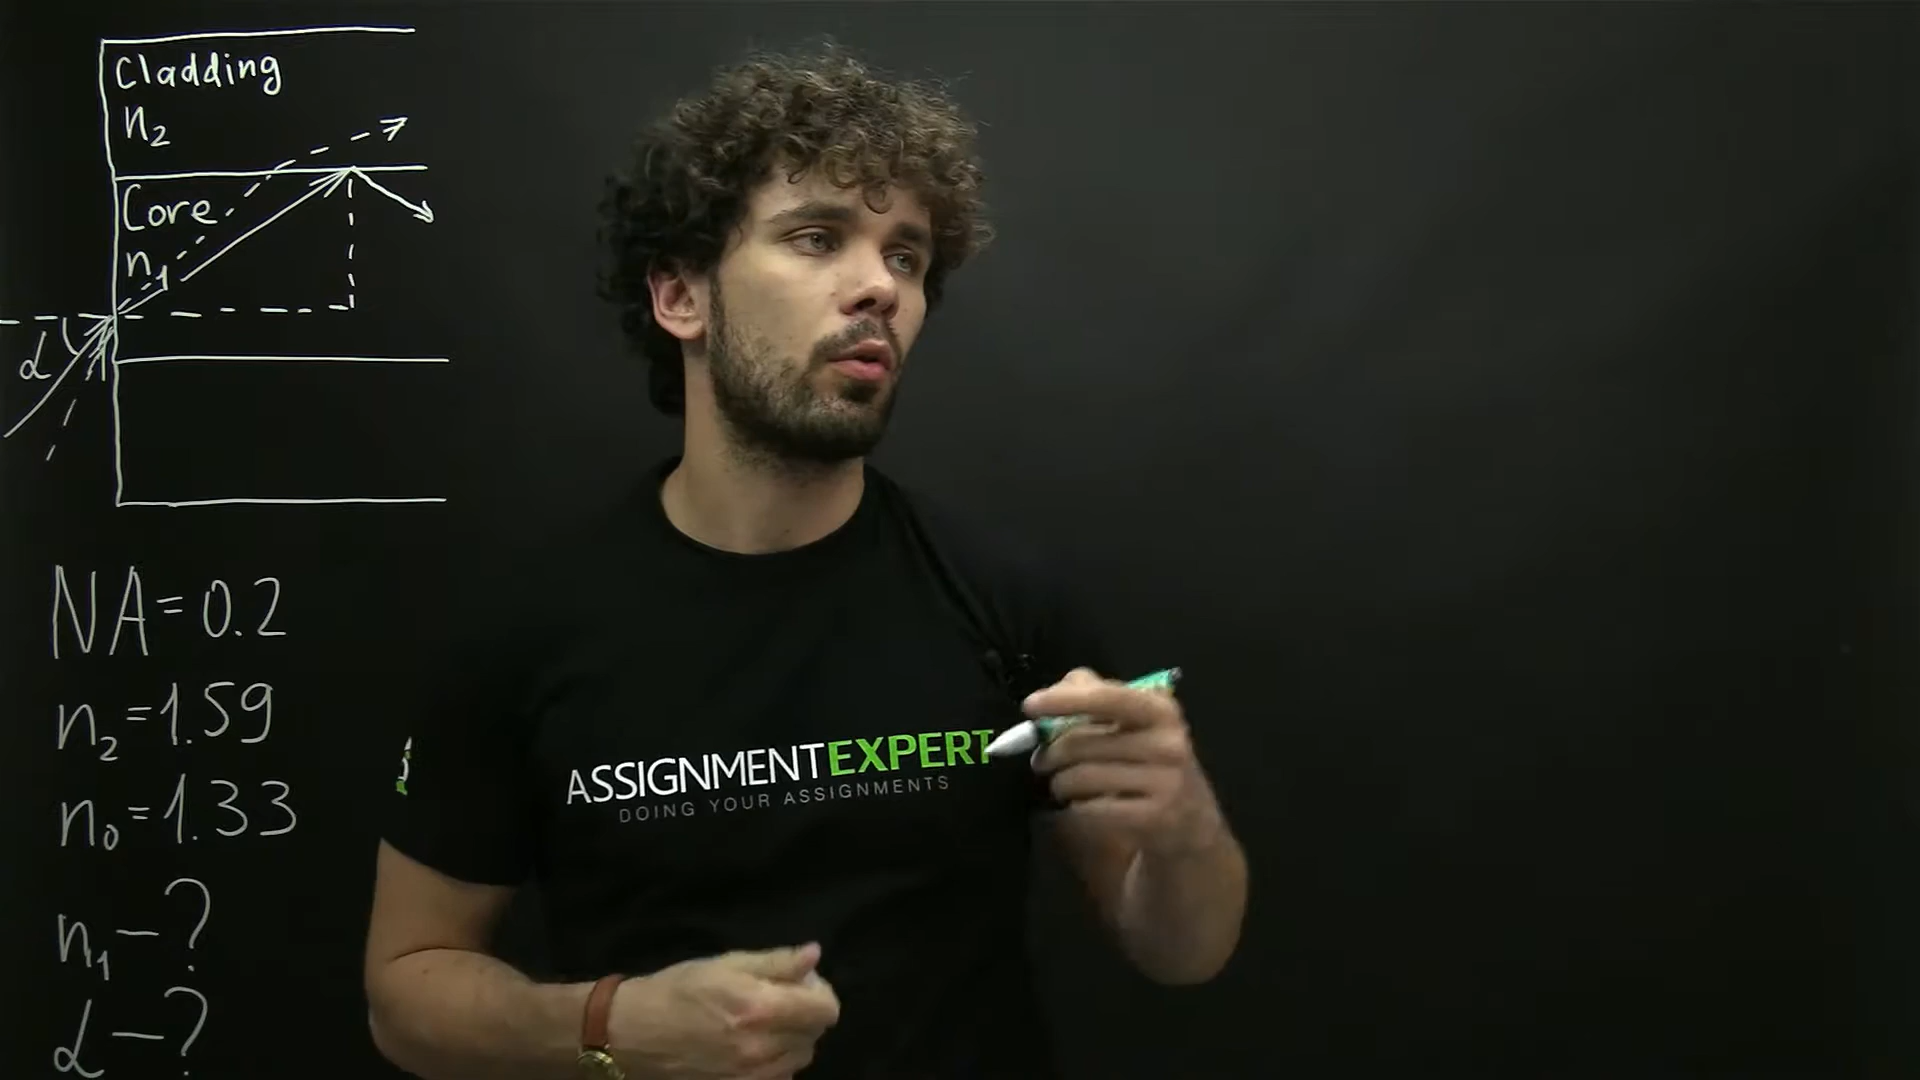 Cladding
n₂
Core
n₁
α
NA=0.2
n₂=1.59
n₀=1.33
n₁–?
α–?
ASSIGNMENTEXPERT
DOING YOUR ASSIGNMENTS